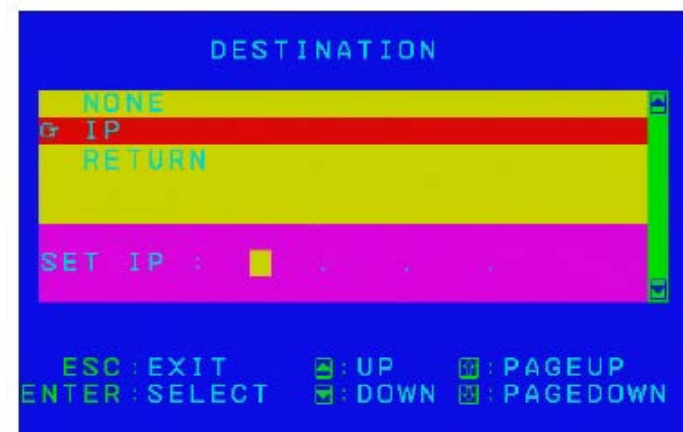 DESTINATION
NONE
IP
RETURN
SET IP : . . .
ESC:EXIT :UP :PAGEUP
ENTER:SELECT :DOWN :PAGEDOWN